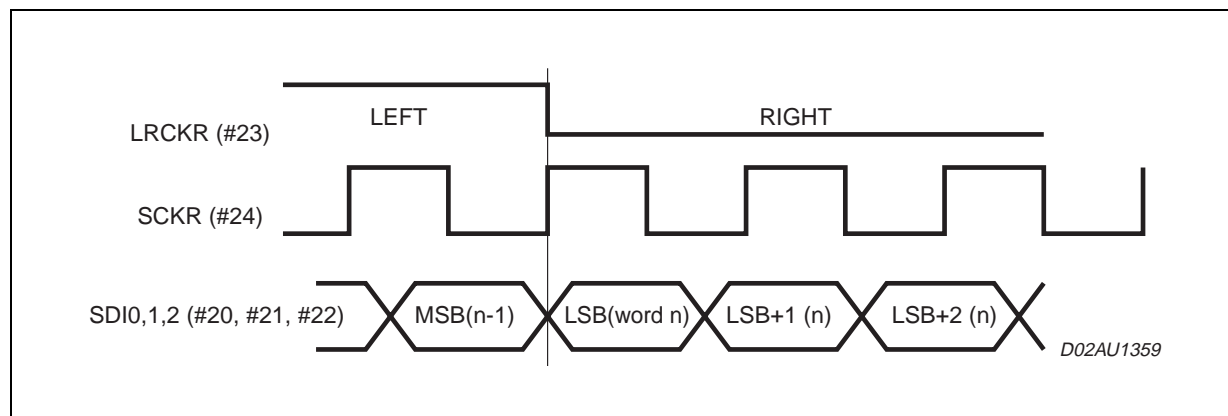 LEFT
RIGHT
LRCKR (#23)
SCKR (#24)
SDI0,1,2 (#20, #21, #22)
MSB(n-1)
LSB(word n)
LSB+1 (n)
LSB+2 (n)
D02AU1359